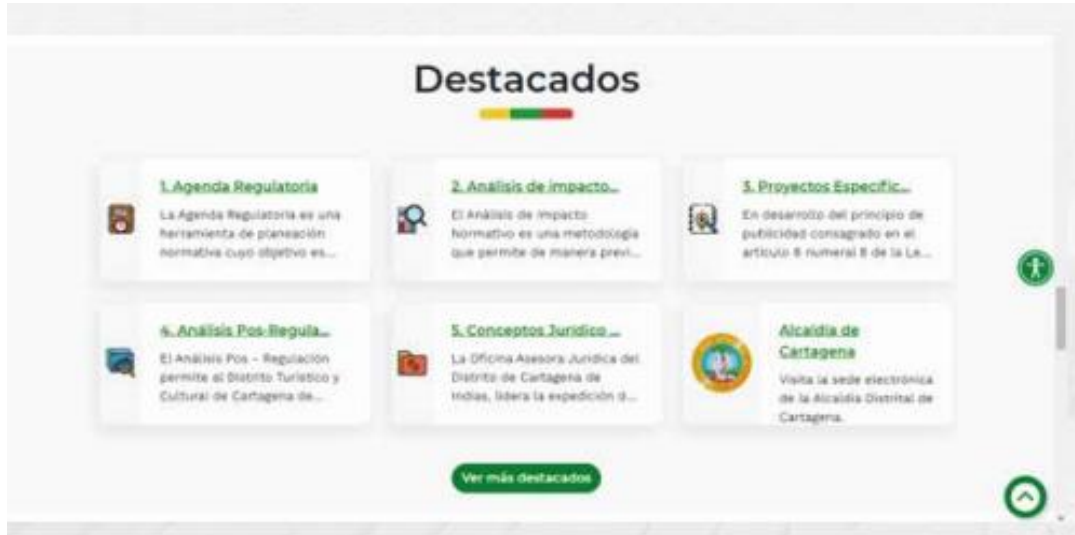 Destacados
1. Agenda Regulatoria
La Agenda Regulatoria es una
herramienta de planeación
normativa cuyo objetivo es...
2. Análisis de impacto...
El Análisis de Impacto
Normativo es una metodología
que permite de manera previ...
3. Proyectos Específic...
En desarrollo del principio de
publicidad consagrado en el
artículo 8 numeral 8 de la Le...
4. Análisis Pos-Regula...
El Análisis Pos – Regulación
permite al Distrito Turístico y
Cultural de Cartagena de...
5. Conceptos Jurídico ...
La Oficina Asesora Jurídica del
Distrito de Cartagena de
Indias, lidera la expedición d...
Alcaldía de
Cartagena
Visita la sede electrónica
de la Alcaldía Distrital de
Cartagena.
Ver más destacados